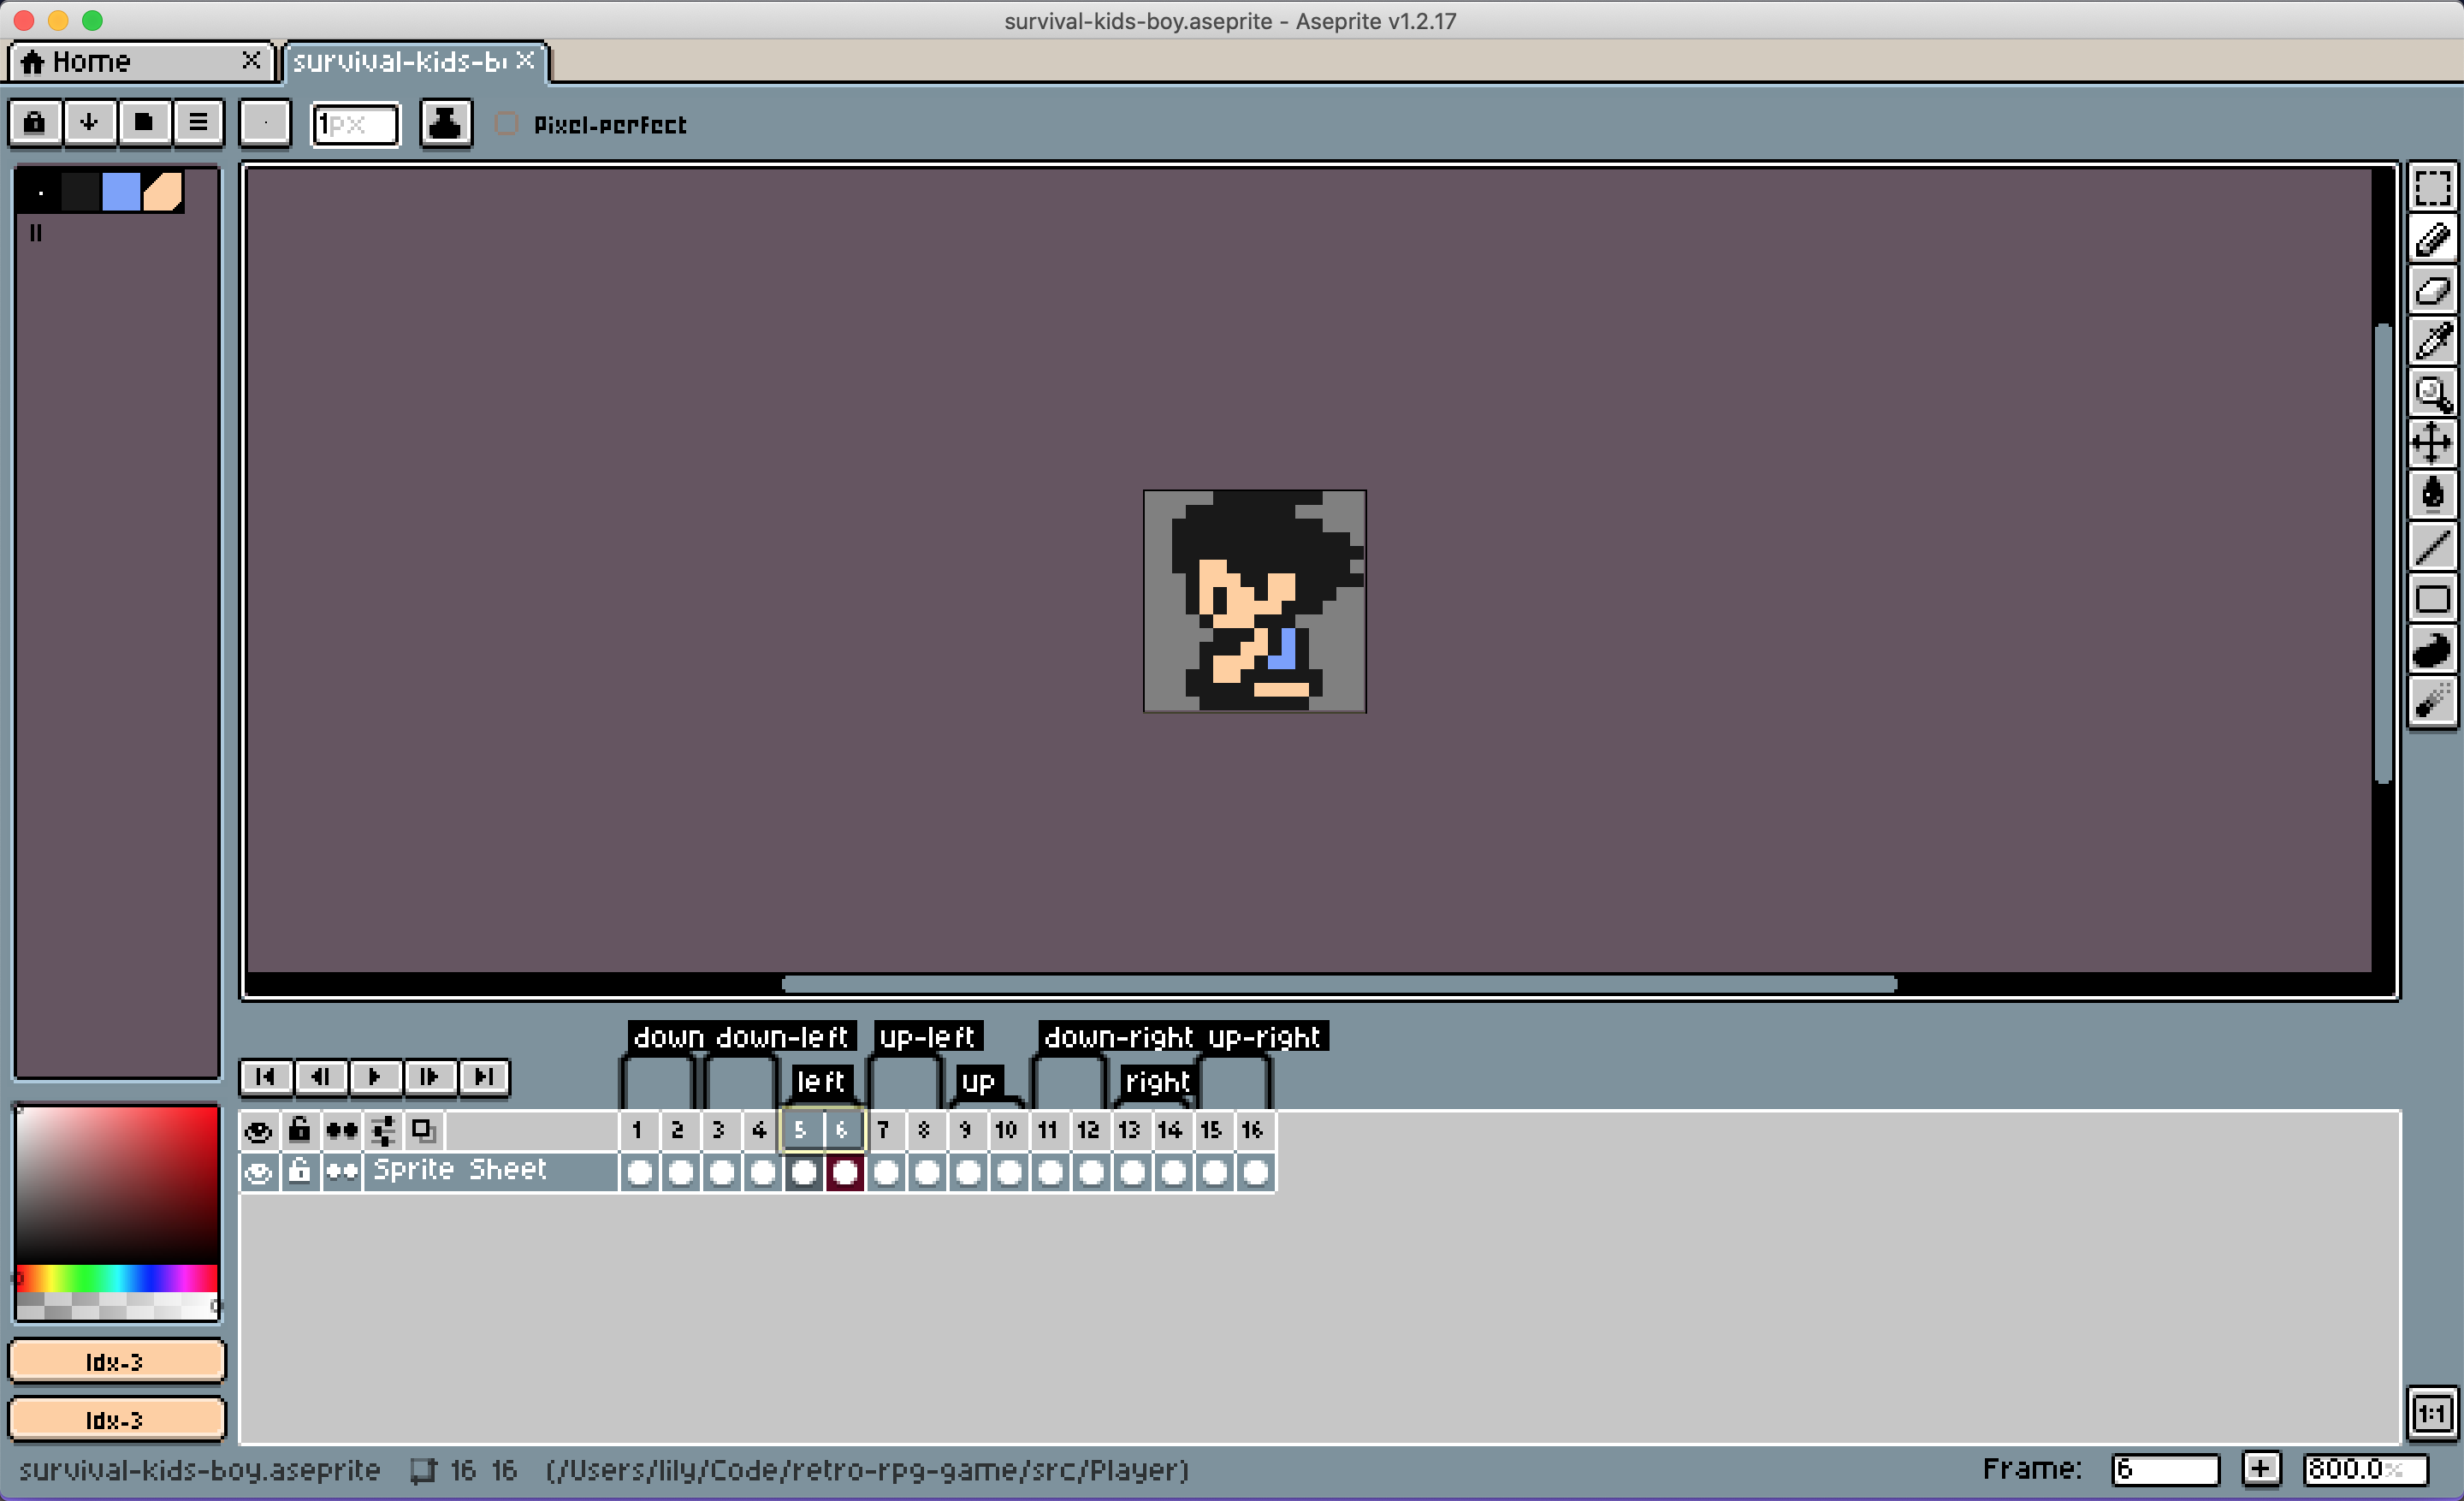 survival-kids-boy.aseprite - Aseprite v1.2.17
Home
survival-kids-b
1px
Pixel-perfect
down down-left up-left down-right up-right
left up right
1 2 3 4 5 6 7 8 9 10 11 12 13 14 15 16
Sprite Sheet
Idx-3
Idx-3
1:1
survival-kids-boy.aseprite 16 16 (/Users/lily/Code/retro-rpg-game/src/Player)
Frame: 6 + 800.0%